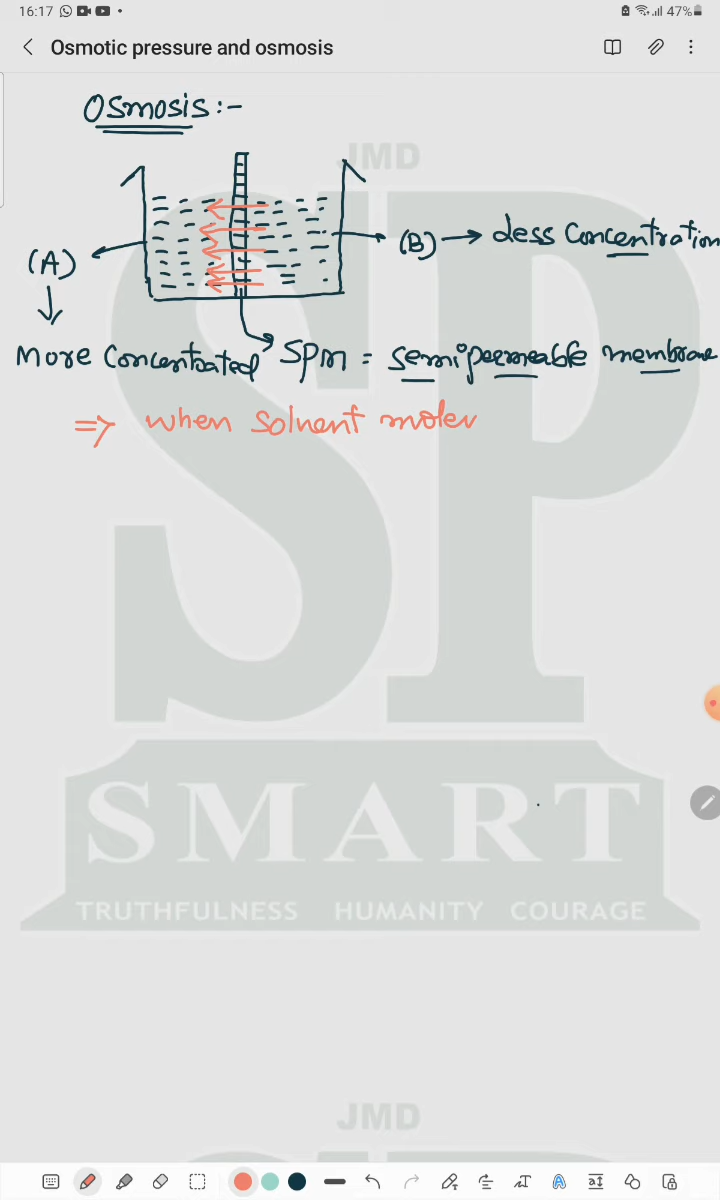 16:17 47%
Osmotic pressure and osmosis
Osmosis :-
JMD
(A)
(B) → Less Concentration
More Concentrated SPM = Semipermeable membrane
⇒ when solvent molec
SP
SMART
TRUTHFULNESS HUMANITY COURAGE
JMD